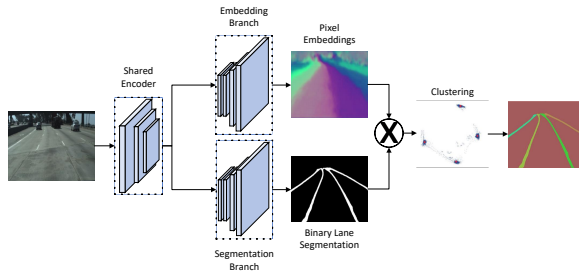 Embedding
Branch
Pixel
Embeddings
Shared
Encoder
Clustering
X
Binary Lane
Segmentation
Segmentation
Branch